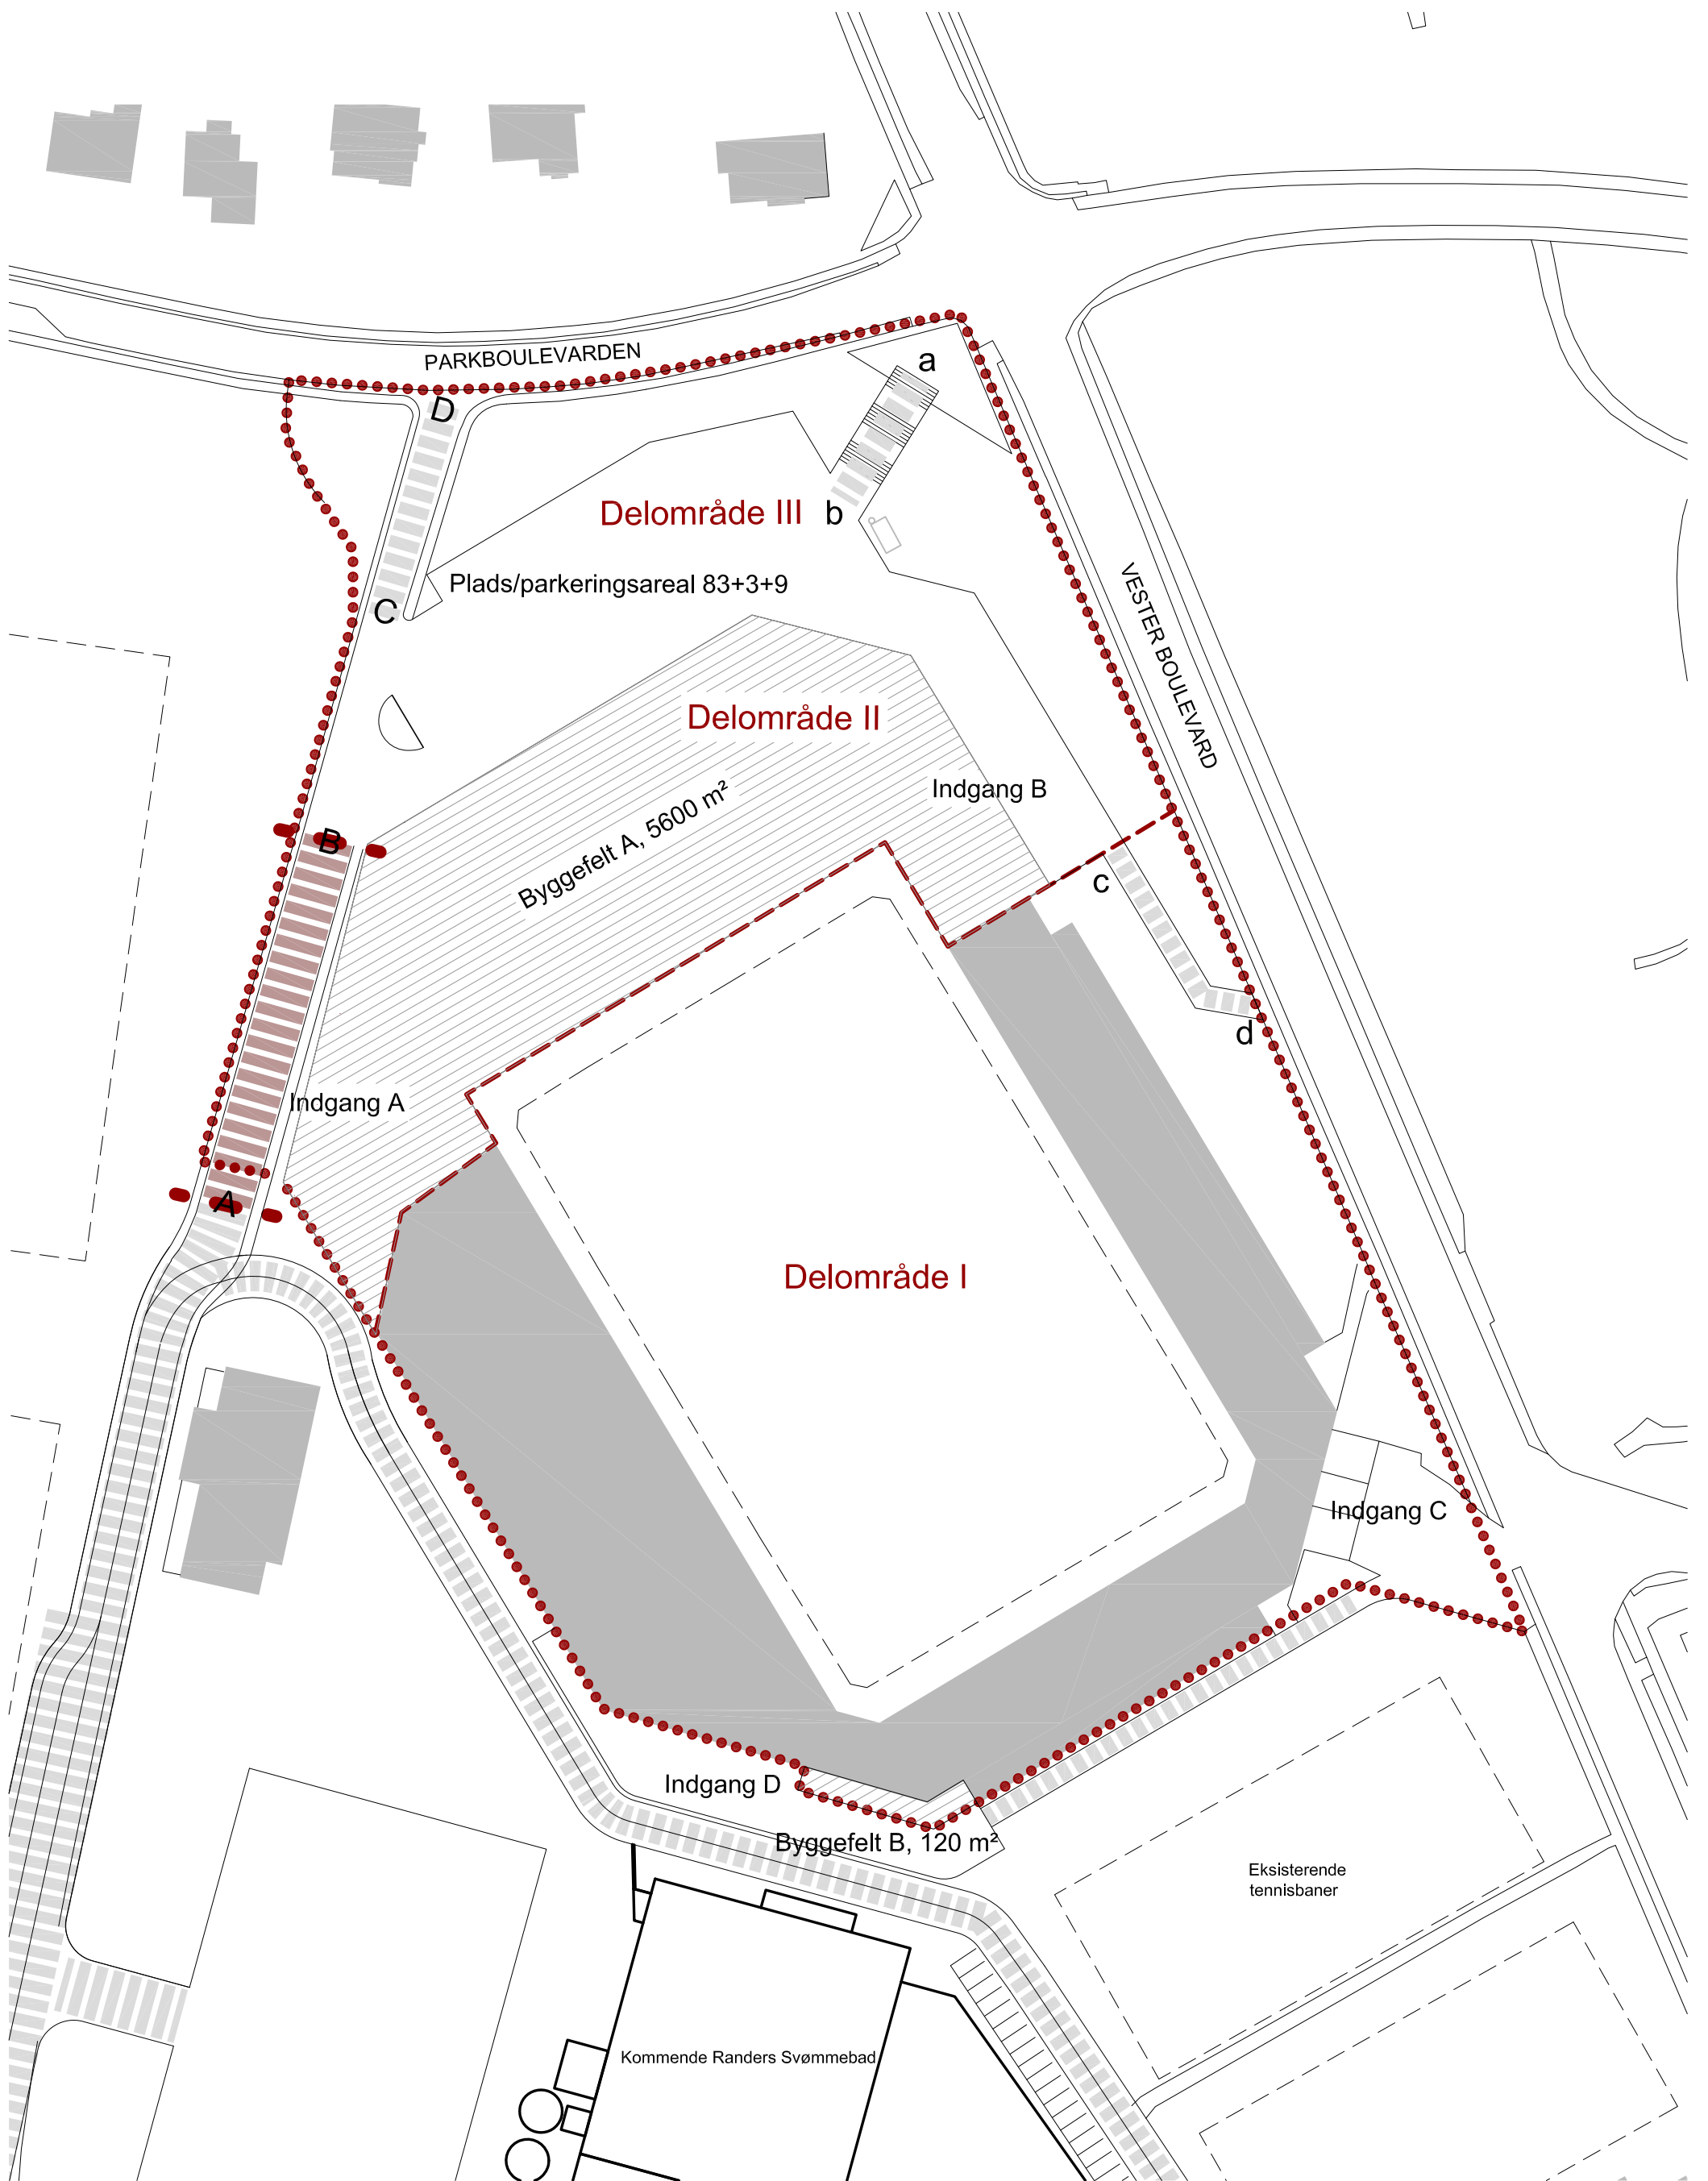 PARKBOULEVARDEN
a
D
Delområde III
b
Plads/parkeringsareal 83+3+9
C
VESTER BOULEVARD
Delområde II
Indgang B
Byggefelt A, 5600 m²
B
c
d
Indgang A
A
Delområde I
Indgang C
Indgang D
Byggefelt B, 120 m²
Eksisterende
tennisbaner
Kommende Randers Svømmebad